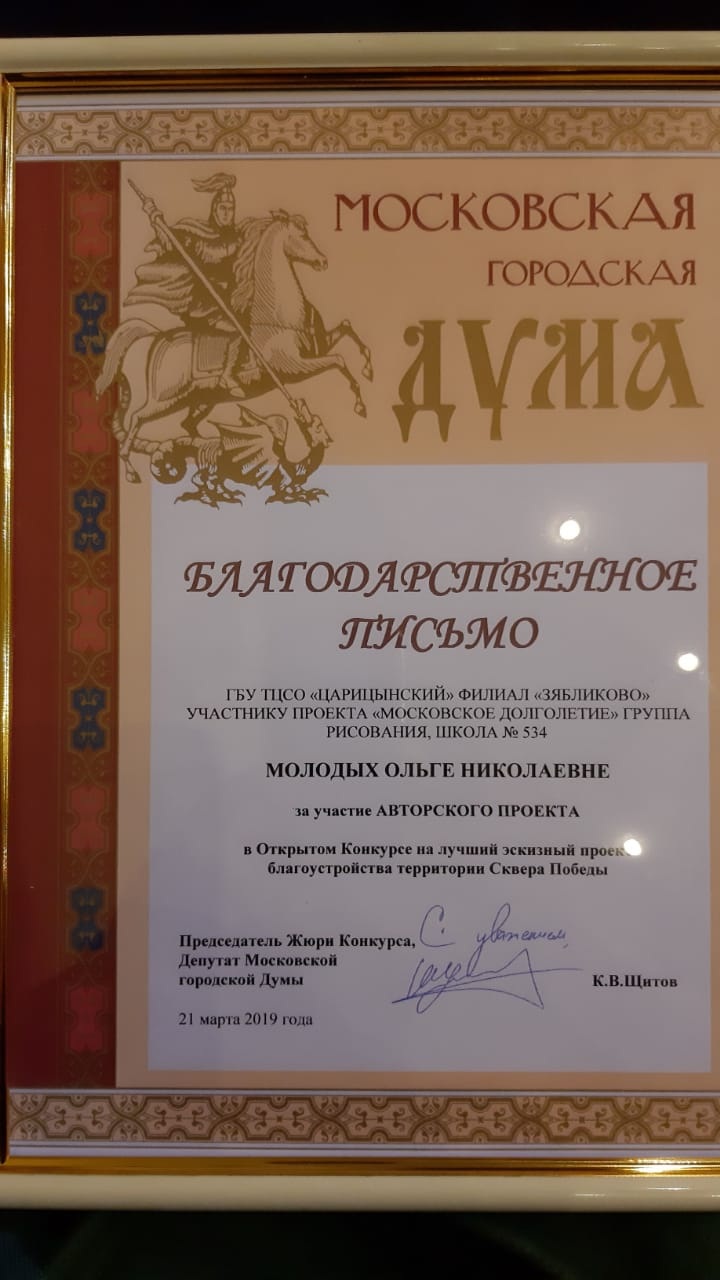 МОСКОВСКАЯ
ГОРОДСКАЯ
ДУМА
БЛАГОДАРСТВЕННОЕ
ПИСЬМО
ГБУ ТЦСО «ЦАРИЦЫНСКИЙ» ФИЛИАЛ «ЗЯБЛИКОВО»
УЧАСТНИКУ ПРОЕКТА «МОСКОВСКОЕ ДОЛГОЛЕТИЕ» ГРУППА
РИСОВАНИЯ, ШКОЛА № 534
МОЛОДЫХ ОЛЬГЕ НИКОЛАЕВНЕ
за участие АВТОРСКОГО ПРОЕКТА
в Открытом Конкурсе на лучший эскизный проект
благоустройства территории Сквера Победы
С уважением,
Председатель Жюри Конкурса,
Депутат Московской
городской Думы
К.В.Щитов
21 марта 2019 года